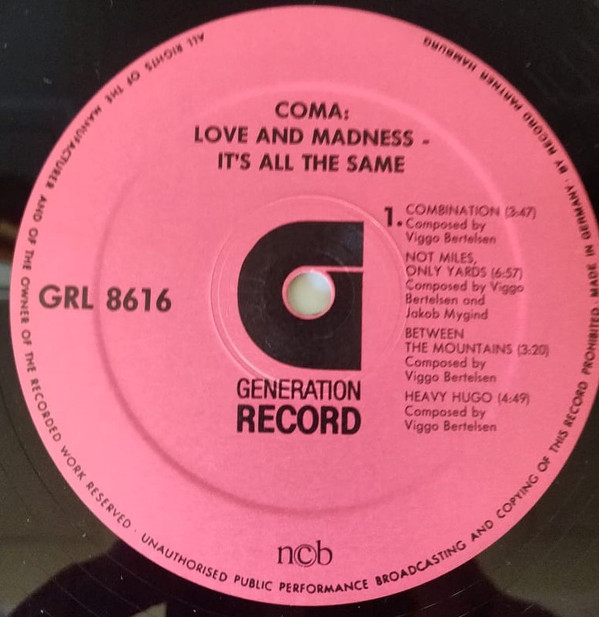 COMA:
LOVE AND MADNESS -
IT'S ALL THE SAME
GRL 8616
1.
COMBINATION (3:47)
Composed by
Viggo Bertelsen
NOT MILES,
ONLY YARDS (6:57)
Composed by Viggo
Bertelsen and
Jakob Mygind
BETWEEN
THE MOUNTAINS (3:20)
Composed by
Viggo Bertelsen
HEAVY HUGO (4:49)
Composed by
Viggo Bertelsen
GENERATION
RECORD
n©b
ALL RIGHTS OF THE MANUFACTURER AND OF THE OWNER OF THE RECORDED WORK RESERVED · UNAUTHORISED PUBLIC PERFORMANCE BROADCASTING AND COPYING OF THIS RECORD PROHIBITED. MADE IN GERMANY · BY RECORD PARTNER HAMBURG